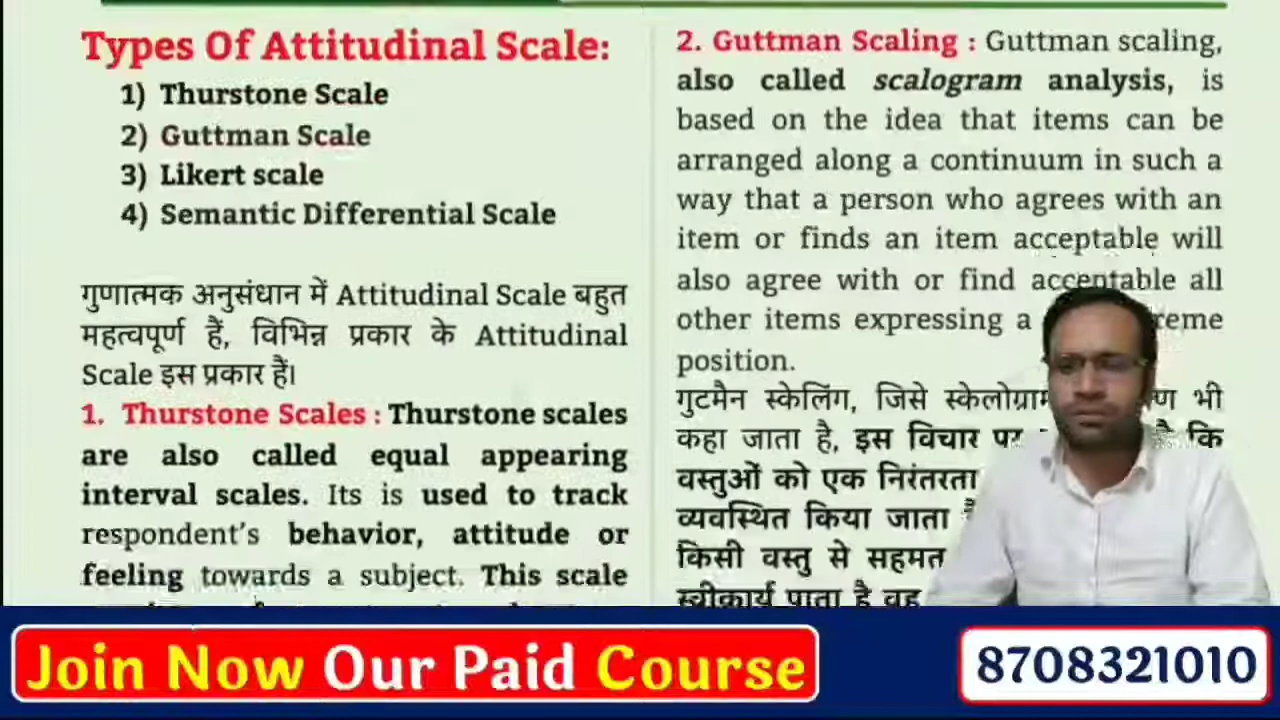 Types Of Attitudinal Scale:
1) Thurstone Scale
2) Guttman Scale
3) Likert scale
4) Semantic Differential Scale
गुणात्मक अनुसंधान में Attitudinal Scale बहुत
महत्वपूर्ण हैं, विभिन्न प्रकार के Attitudinal
Scale इस प्रकार हैं।
1. Thurstone Scales : Thurstone scales
are also called equal appearing
interval scales. Its is used to track
respondent's behavior, attitude or
feeling towards a subject. This scale
2. Guttman Scaling : Guttman scaling,
also called scalogram analysis, is
based on the idea that items can be
arranged along a continuum in such a
way that a person who agrees with an
item or finds an item acceptable will
also agree with or find acceptable all
other items expressing a
position.
गुटमैन स्केलिंग, जिसे भी
कहा जाता है, इस विचार कि
वस्तुओं को एक निरंतरता
व्यवस्थित किया जाता
किसी वस्तु से सहमत
स्वीकार्य पाता है वह
Join Now Our Paid Course
8708321010